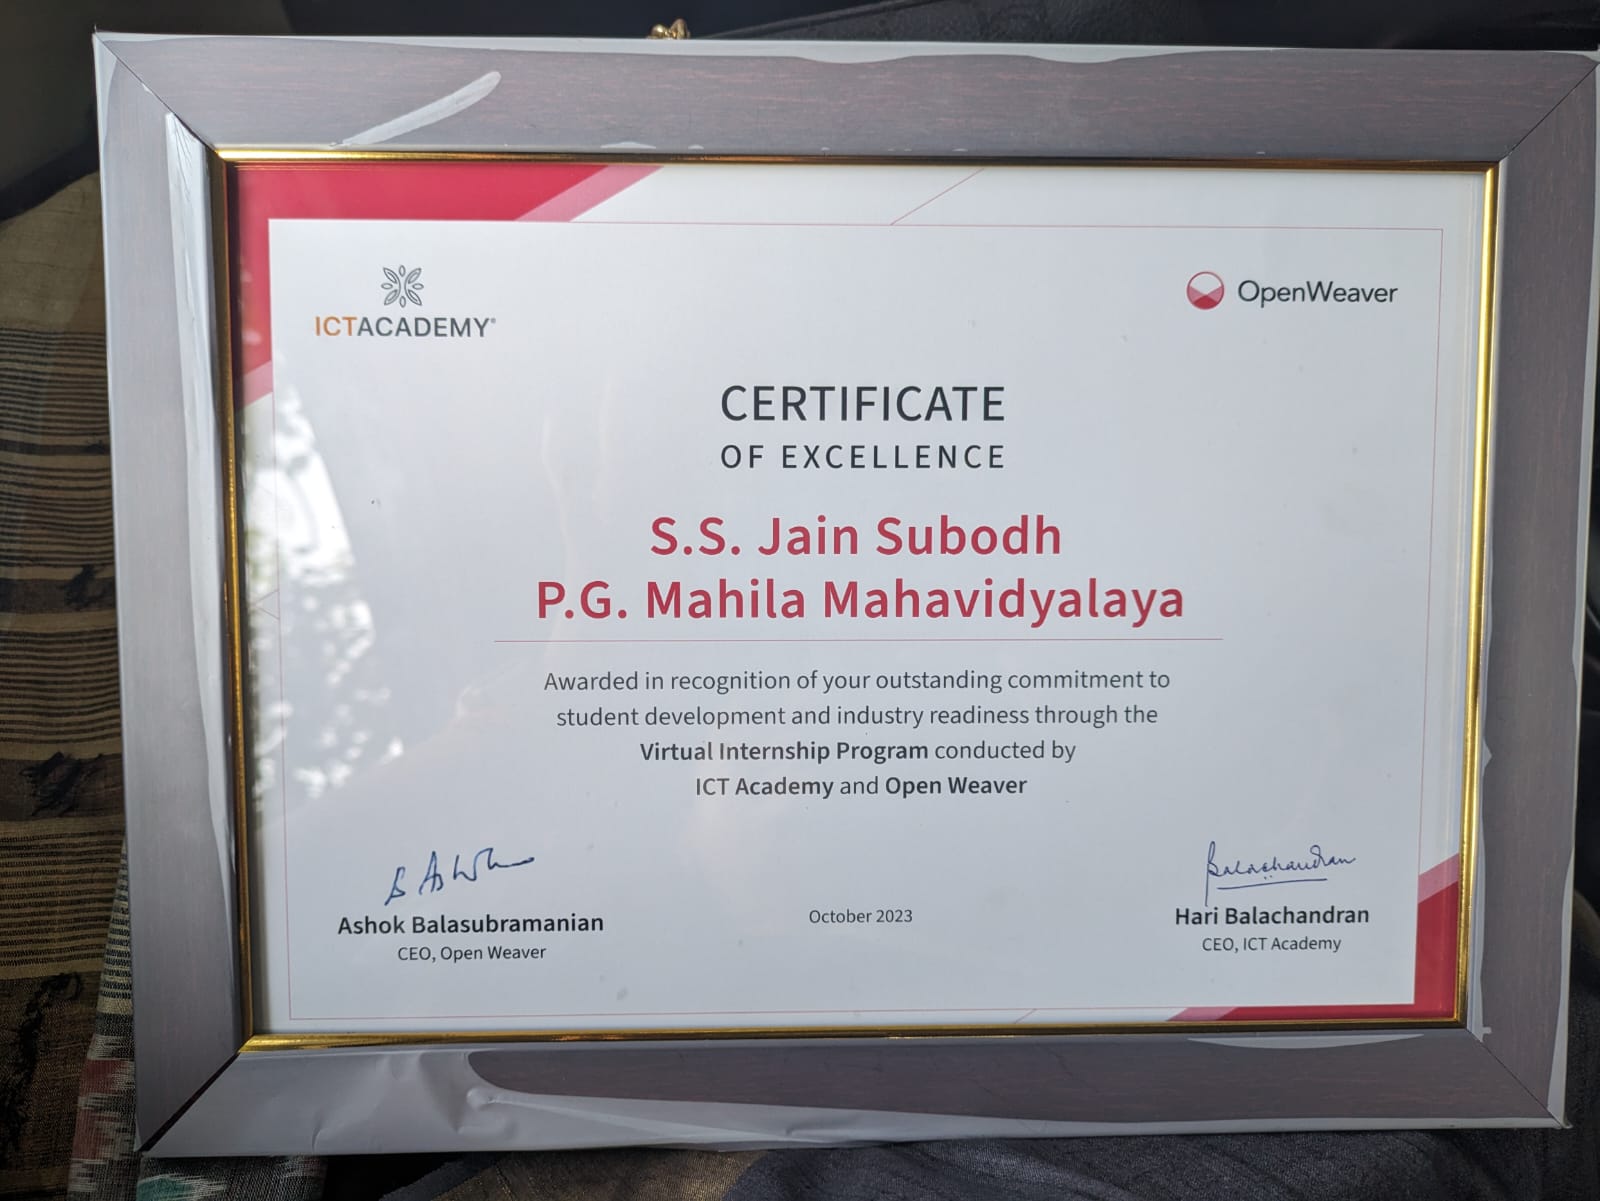 ICTACADEMY®
OpenWeaver
CERTIFICATE
OF EXCELLENCE
S.S. Jain Subodh
P.G. Mahila Mahavidyalaya
Awarded in recognition of your outstanding commitment to
student development and industry readiness through the
Virtual Internship Program conducted by
ICT Academy and Open Weaver
B Ashok
Balachandran
Ashok Balasubramanian
CEO, Open Weaver
October 2023
Hari Balachandran
CEO, ICT Academy